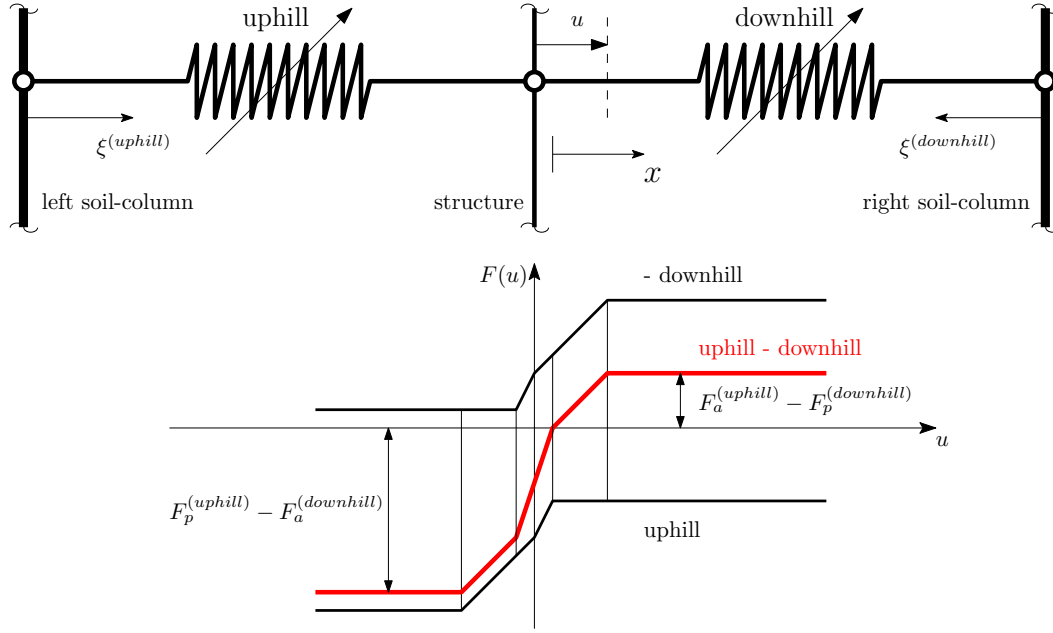 uphill
u
downhill
ξ^(uphill)
ξ^(downhill)
x
left soil-column
structure
right soil-column
F(u)
- downhill
uphill - downhill
F_a^(uphill) − F_p^(downhill)
u
F_p^(uphill) − F_a^(downhill)
uphill